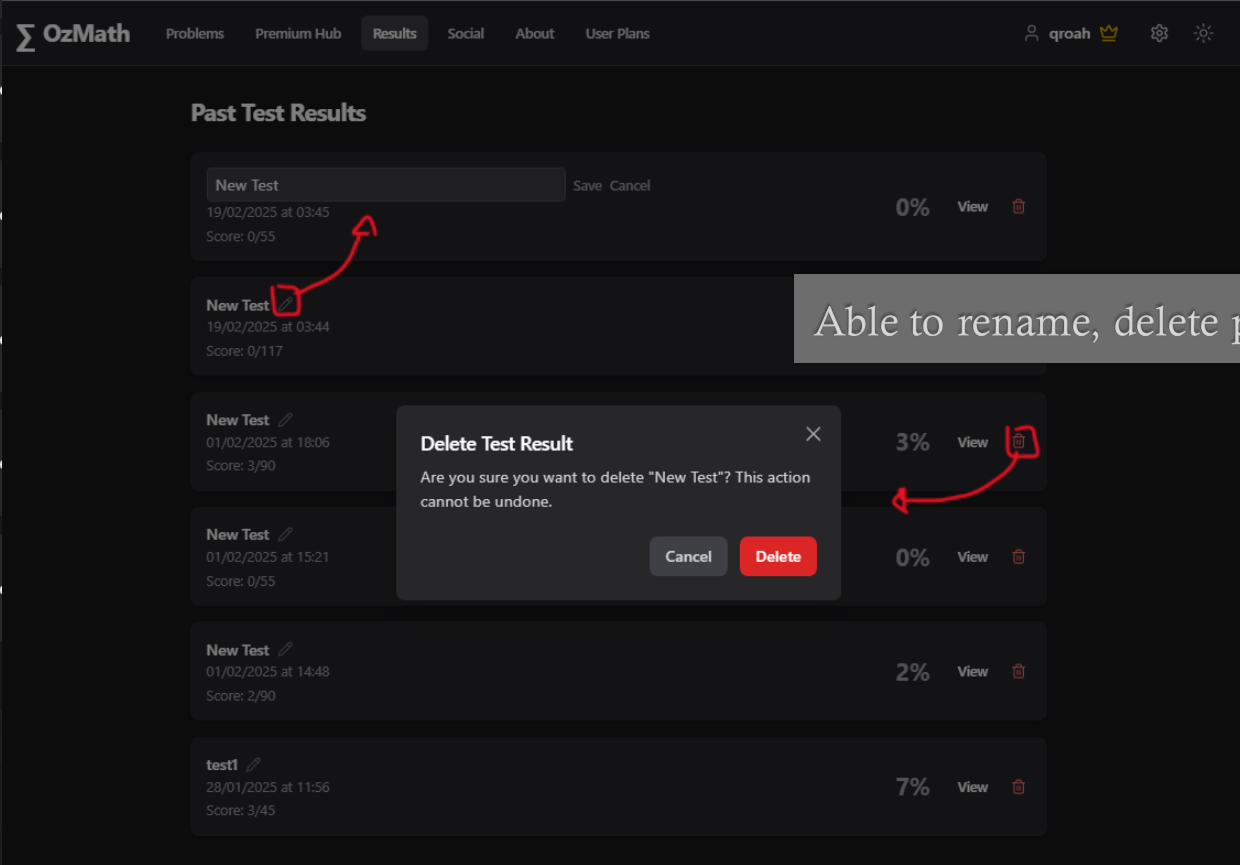 ∑ OzMath Problems Premium Hub Results Social About User Plans qroah
Past Test Results
New Test Save Cancel
19/02/2025 at 03:45
Score: 0/55
0% View
New Test
19/02/2025 at 03:44
Score: 0/117
Able to rename, delete
New Test
01/02/2025 at 18:06
Score: 3/90
3% View
Delete Test Result
Are you sure you want to delete "New Test"? This action
cannot be undone.
Cancel Delete
New Test
01/02/2025 at 15:21
Score: 0/55
0% View
New Test
01/02/2025 at 14:48
Score: 2/90
2% View
test1
28/01/2025 at 11:56
Score: 3/45
7% View